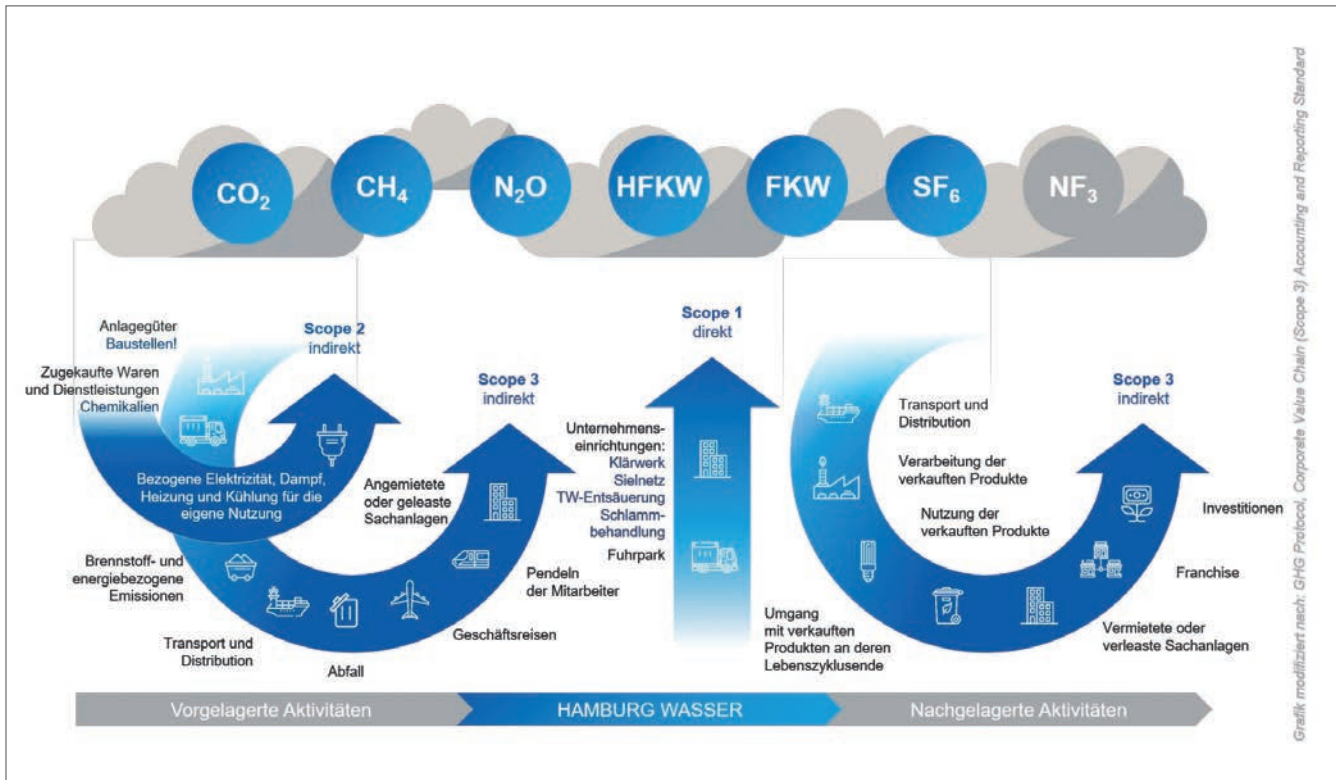 CO₂
CH₄
N₂O
HFKW
FKW
SF₆
NF₃
Anlagegüter
Baustellen!
Zugekaufte Waren
und Dienstleistungen
Chemikalien
Scope 2
indirekt
Bezogene Elektrizität, Dampf,
Heizung und Kühlung für die
eigene Nutzung
Brennstoff- und
energiebezogene
Emissionen
Transport und
Distribution
Abfall
Geschäftsreisen
Pendeln
der Mitarbeiter
Angemietete
oder geleaste
Sachanlagen
Scope 3
indirekt
Scope 1
direkt
Unternehmens-
einrichtungen:
Klärwerk
Sielnetz
TW-Entsäuerung
Schlamm-
behandlung
Fuhrpark
Transport und
Distribution
Verarbeitung der
verkauften Produkte
Nutzung der
verkauften Produkte
Umgang
mit verkauften
Produkten an deren
Lebenszyklusende
Vermietete oder
verleaste Sachanlagen
Franchise
Investitionen
Scope 3
indirekt
Vorgelagerte Aktivitäten
HAMBURG WASSER
Nachgelagerte Aktivitäten
Grafik modifiziert nach: GHG Protocol, Corporate Value Chain (Scope 3) Accounting and Reporting Standard